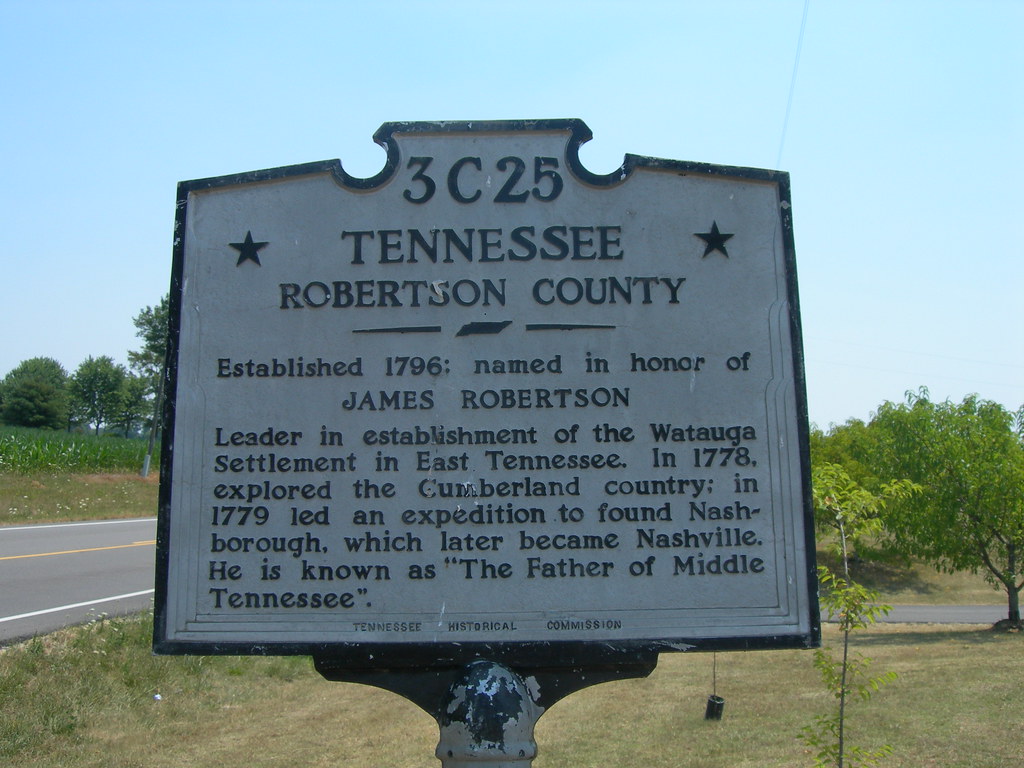 3 C 25
TENNESSEE
ROBERTSON COUNTY
Established 1796; named in honor of
JAMES ROBERTSON
Leader in establishment of the Watauga
Settlement in East Tennessee. In 1778,
explored the Cumberland country; in
1779 led an expedition to found Nash-
borough, which later became Nashville.
He is known as "The Father of Middle
Tennessee".
TENNESSEE HISTORICAL COMMISSION